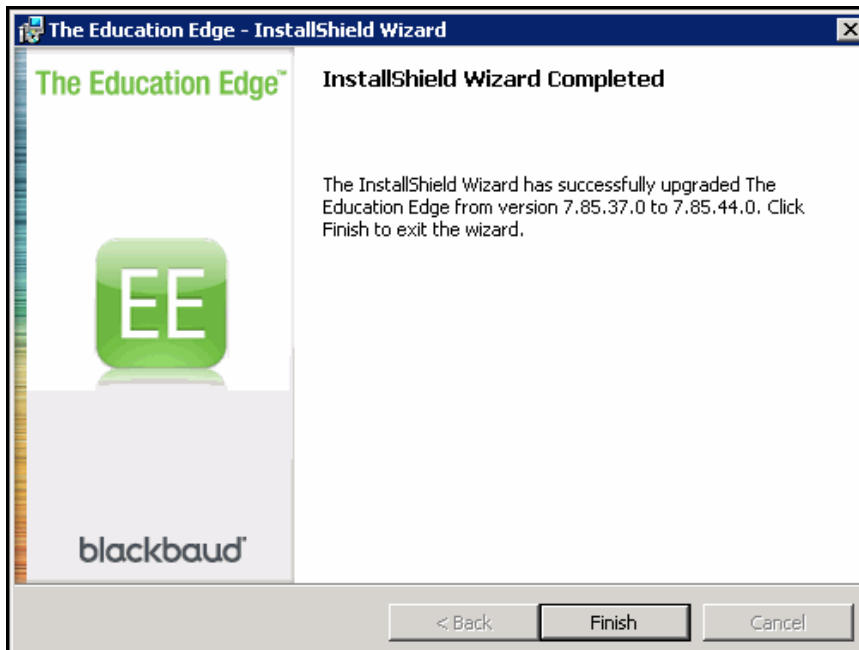 The Education Edge - InstallShield Wizard
The Education Edge™
InstallShield Wizard Completed
The InstallShield Wizard has successfully upgraded The
Education Edge from version 7.85.37.0 to 7.85.44.0. Click
Finish to exit the wizard.
EE
blackbaud®
< Back
Finish
Cancel